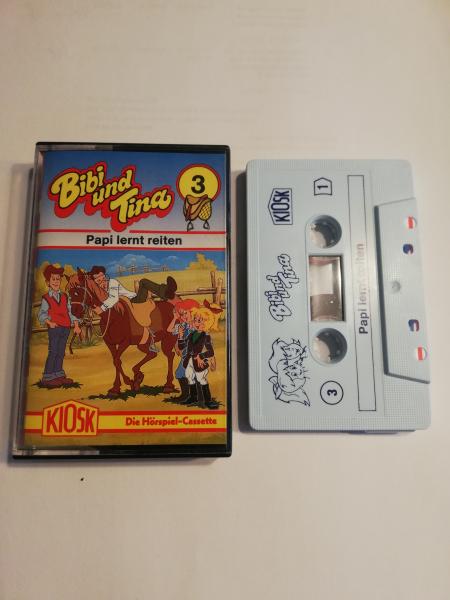 Bibi
und
Tina
3
Papi lernt reiten
KIOSK
Die Hörspiel-Cassette
KIOSK
1
Bibi und Tina
Papi lernt reiten
3